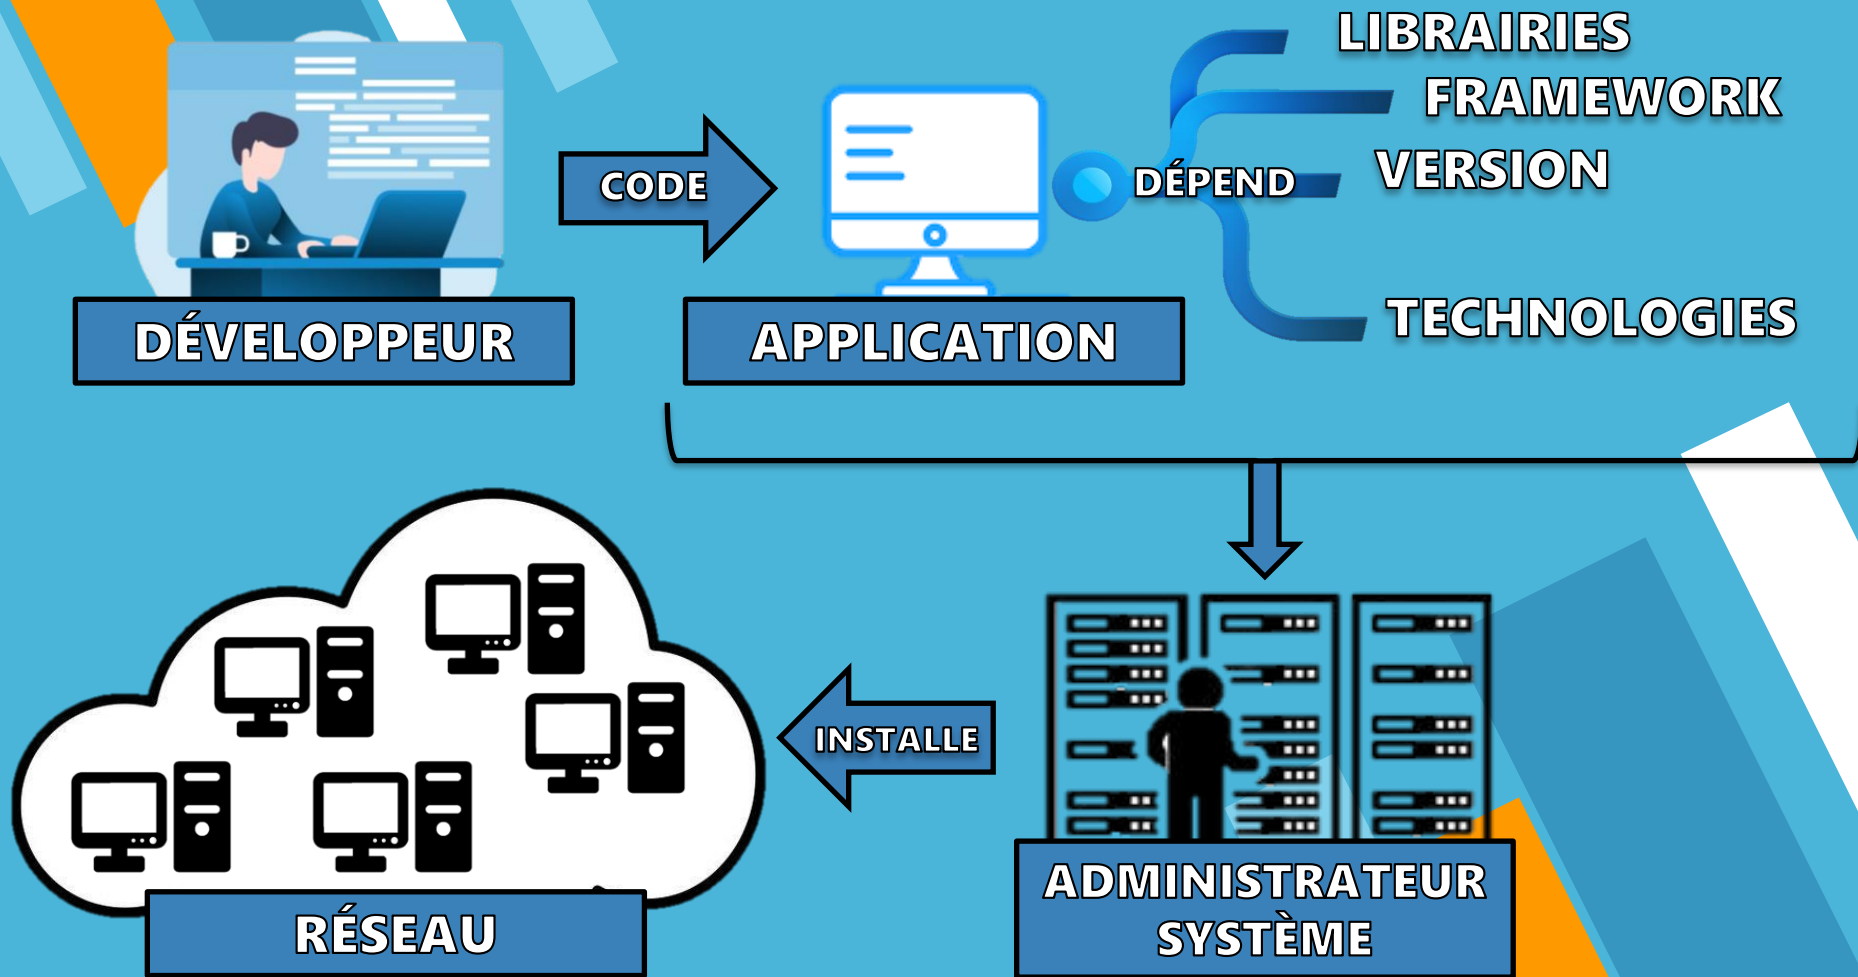 LIBRAIRIES
FRAMEWORK
VERSION
CODE
DÉPEND
TECHNOLOGIES
DÉVELOPPEUR
APPLICATION
INSTALLE
ADMINISTRATEUR
SYSTÈME
RÉSEAU